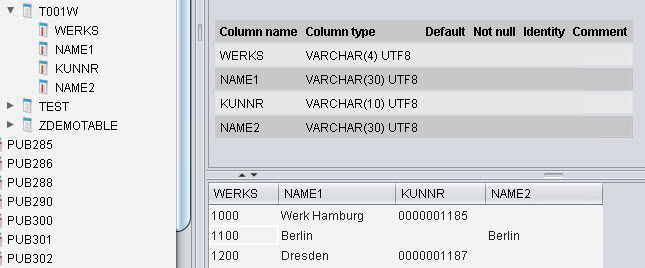 T001W
WERKS
NAME1
KUNNR
NAME2
TEST
ZDEMOTABLE
PUB285
PUB286
PUB288
PUB290
PUB300
PUB301
PUB302
Column name Column type Default Not null Identity Comment
WERKS VARCHAR(4) UTF8
NAME1 VARCHAR(30) UTF8
KUNNR VARCHAR(10) UTF8
NAME2 VARCHAR(30) UTF8
WERKS NAME1 KUNNR NAME2
1000 Werk Hamburg 0000001185
1100 Berlin Berlin
1200 Dresden 0000001187